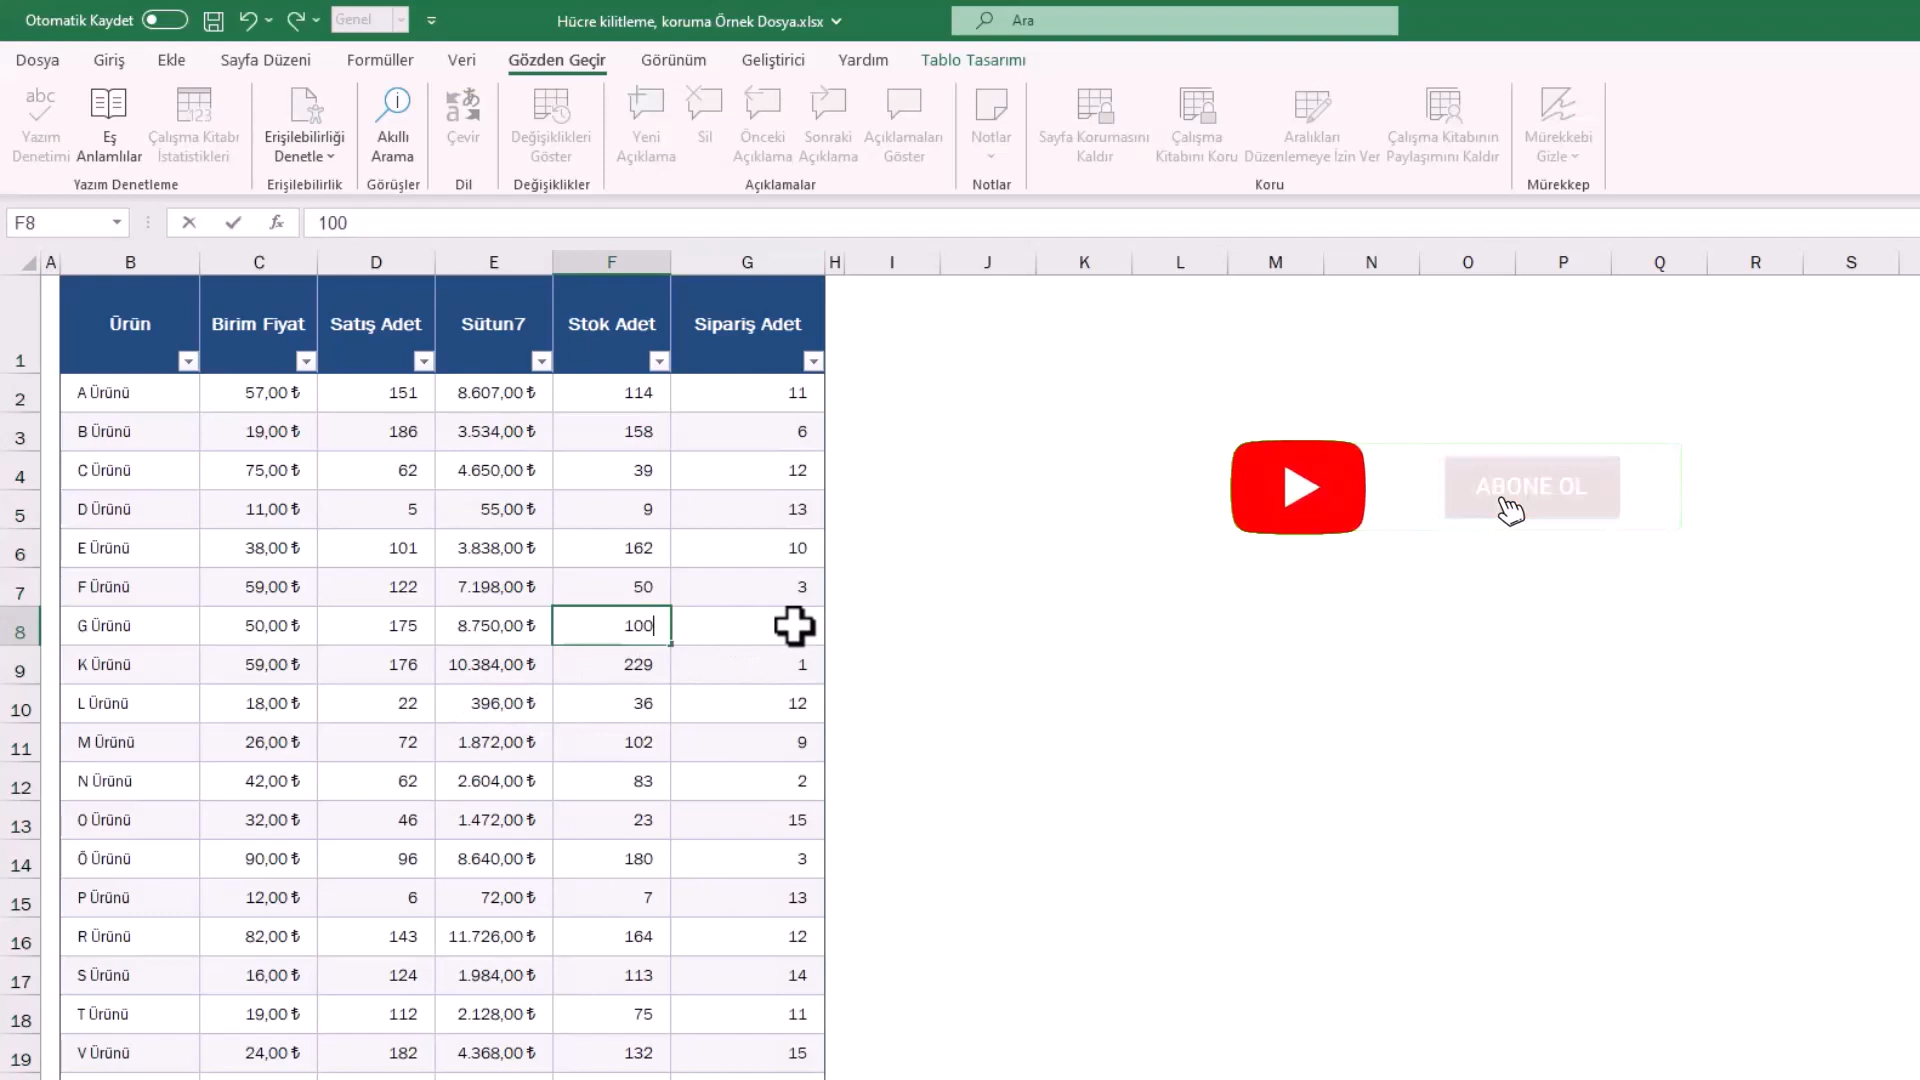 Otomatik Kaydet Genel Hücre kilitleme, koruma Örnek Dosya.xlsx Ara
Dosya Giriş Ekle Sayfa Düzeni Formüller Veri Gözden Geçir Görünüm Geliştirici Yardım Tablo Tasarımı
Yazım Denetimi
Eş Anlamlılar
Çalışma Kitabı İstatistikleri
Erişilebilirliği Denetle
Akıllı Arama
Çevir
Değişiklikleri Göster
Yeni Açıklama
Sil
Önceki Açıklama
Sonraki Açıklama
Açıklamaları Göster
Notlar
Sayfa Korumasını Kaldır
Çalışma Kitabını Koru
Aralıkları Düzenlemeye İzin Ver
Çalışma Kitabının Paylaşımını Kaldır
Mürekkebi Gizle
Yazım Denetleme Erişilebilirlik Görüşler Dil Değişiklikler Açıklamalar Notlar Koru Mürekkep
F8 fx 100
A B C D E F G H I J K L M N O P Q R S
1 Ürün Birim Fiyat Satış Adet Sütun7 Stok Adet Sipariş Adet
2 A Ürünü 57,00 ₺ 151 8.607,00 ₺ 114 11
3 B Ürünü 19,00 ₺ 186 3.534,00 ₺ 158 6
4 C Ürünü 75,00 ₺ 62 4.650,00 ₺ 39 12
5 D Ürünü 11,00 ₺ 5 55,00 ₺ 9 13
6 E Ürünü 38,00 ₺ 101 3.838,00 ₺ 162 10
7 F Ürünü 59,00 ₺ 122 7.198,00 ₺ 50 3
8 G Ürünü 50,00 ₺ 175 8.750,00 ₺ 100
9 K Ürünü 59,00 ₺ 176 10.384,00 ₺ 229 1
10 L Ürünü 18,00 ₺ 22 396,00 ₺ 36 12
11 M Ürünü 26,00 ₺ 72 1.872,00 ₺ 102 9
12 N Ürünü 42,00 ₺ 62 2.604,00 ₺ 83 2
13 O Ürünü 32,00 ₺ 46 1.472,00 ₺ 23 15
14 Ö Ürünü 90,00 ₺ 96 8.640,00 ₺ 180 3
15 P Ürünü 12,00 ₺ 6 72,00 ₺ 7 13
16 R Ürünü 82,00 ₺ 143 11.726,00 ₺ 164 12
17 S Ürünü 16,00 ₺ 124 1.984,00 ₺ 113 14
18 T Ürünü 19,00 ₺ 112 2.128,00 ₺ 75 11
19 V Ürünü 24,00 ₺ 182 4.368,00 ₺ 132 15
ABONE OL